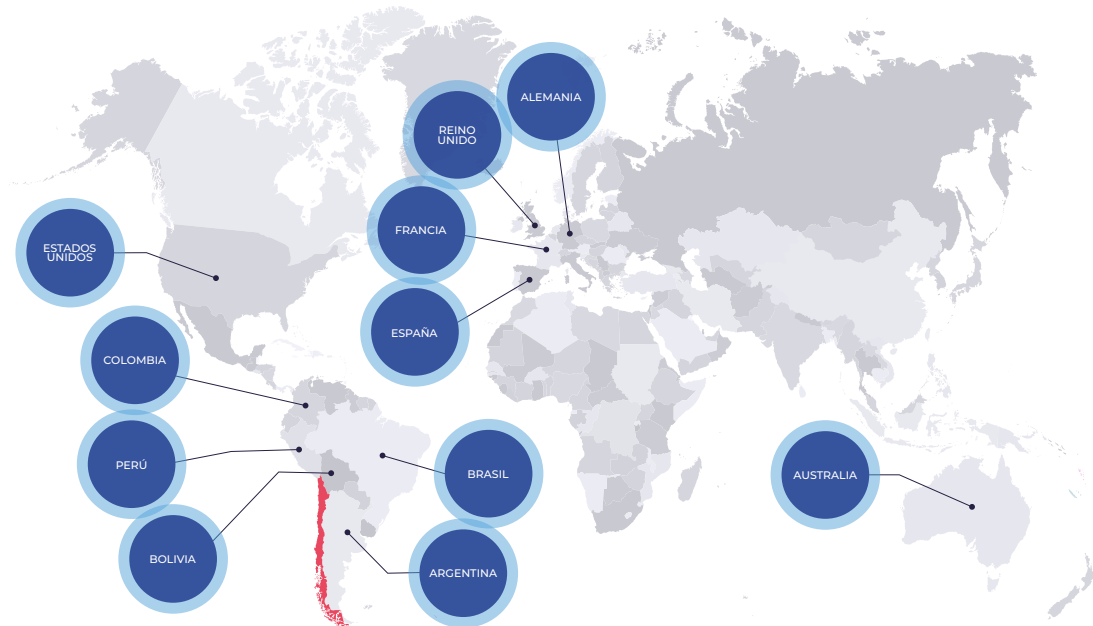 ALEMANIA
REINO
UNIDO
FRANCIA
ESTADOS
UNIDOS
ESPAÑA
COLOMBIA
PERÚ
BRASIL
AUSTRALIA
BOLIVIA
ARGENTINA